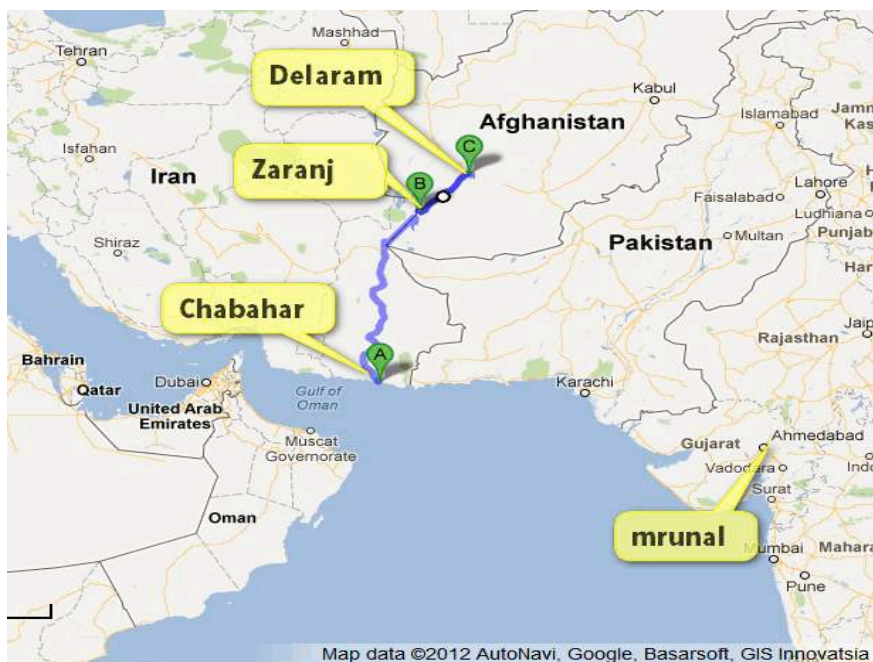 Mashhad
Tehran
Delaram
Kabul
Islamabad
Jamm
Kas
Afghanistan
C
Isfahan
Iran
Zaranj
B
Faisalabad
Lahore
Ludhiana
Punjab
Shiraz
Pakistan
Multan
Har
Chabahar
Rajasthan
Jaip
A
Bahrain
Dubai
Qatar
Gulf of
Oman
Karachi
United Arab
Emirates
Muscat
Governorate
Gujarat
Ahmedabad
Vadodara
Indo
Surat
Oman
mrunal
Mumbai
Mahara
Pune
Map data ©2012 AutoNavi, Google, Basarsoft, GIS Innovatsia